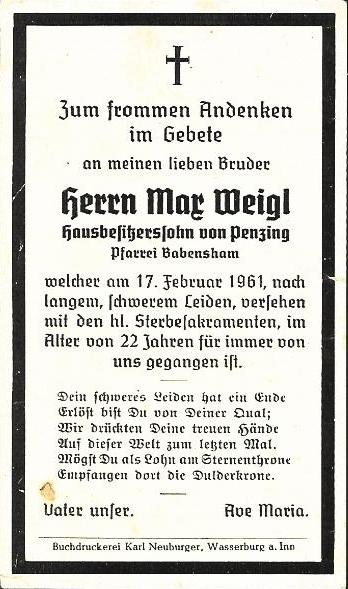 Zum frommen Andenken
im Gebete
an meinen lieben Bruder
Herrn Max Weigl
Hausbesitzerssohn von Penzing
Pfarrei Babensham
welcher am 17. Februar 1961, nach
langem, schwerem Leiden, versehen
mit den hl. Sterbesakramenten, im
Alter von 22 Jahren für immer von
uns gegangen ist.
Dein schweres Leiden hat ein Ende
Erlöst bist Du von Deiner Qual;
Wir drückten Deine treuen Hände
Auf dieser Welt zum letzten Mal.
Mögst Du als Lohn am Sternenthrone
Empfangen dort die Dulderkrone.
Vater unser. Ave Maria.
Buchdruckerei Karl Neuburger, Wasserburg a. Inn